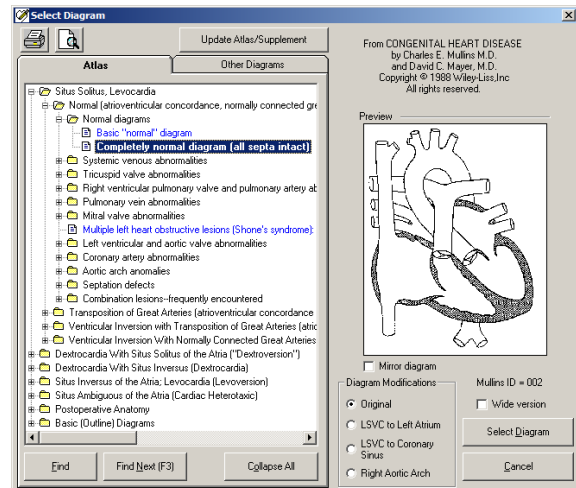 Select Diagram
Update Atlas/Supplement
Atlas
Other Diagrams
Situs Solitus, Levocardia
Normal (atrioventricular concordance, normally connected gre
Normal diagrams
Basic "normal" diagram
Completely normal diagram (all septa intact)
Systemic venous abnormalities
Tricuspid valve abnormalities
Right ventricular pulmonary valve and pulmonary artery ab
Pulmonary vein abnormalities
Mitral valve abnormalities
Multiple left heart obstructive lesions (Shone's syndrome):
Left ventricular and aortic valve abnormalities
Coronary artery abnormalities
Aortic arch anomalies
Septation defects
Combination lesions--frequently encountered
Transposition of Great Arteries (atrioventricular concordance
Ventricular Inversion with Transposition of Great Arteries (atric
Ventricular Inversion With Normally Connected Great Arteries
Dextrocardia With Situs Solitus of the Atria ("Dextroversion")
Dextrocardia With Situs Inversus (Dextrocardia)
Situs Inversus of the Atria; Levocardia (Levoversion)
Situs Ambiguous of the Atria (Cardiac Heterotaxic)
Postoperative Anatomy
Basic (Outline) Diagrams
Find
Find Next (F3)
Collapse All
From CONGENITAL HEART DISEASE
by Charles E. Mullins M.D.
and David C. Mayer, M.D.
Copyright © 1988 Wiley-Liss,Inc
All rights reserved.
Preview
Mirror diagram
Diagram Modifications
Original
LSVC to Left Atrium
LSVC to Coronary
Sinus
Right Aortic Arch
Mullins ID = 002
Wide version
Select Diagram
Cancel